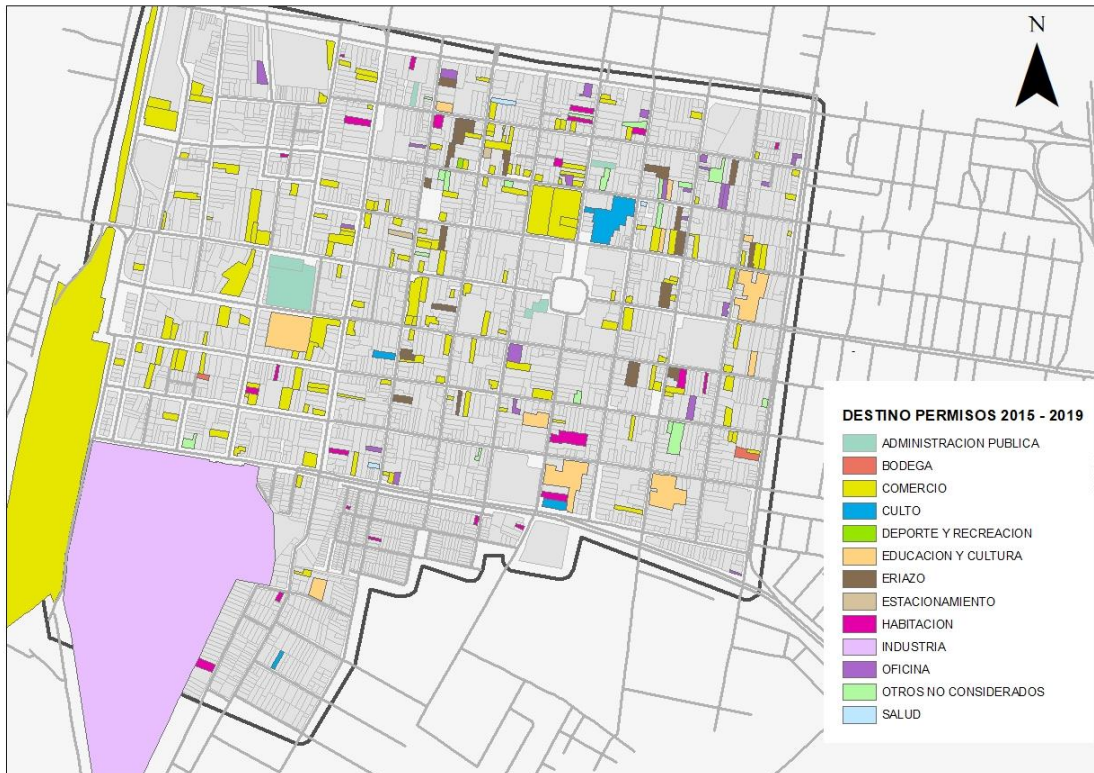 N
DESTINO PERMISOS 2015 - 2019
ADMINISTRACION PUBLICA
BODEGA
COMERCIO
CULTO
DEPORTE Y RECREACION
EDUCACION Y CULTURA
ERIAZO
ESTACIONAMIENTO
HABITACION
INDUSTRIA
OFICINA
OTROS NO CONSIDERADOS
SALUD